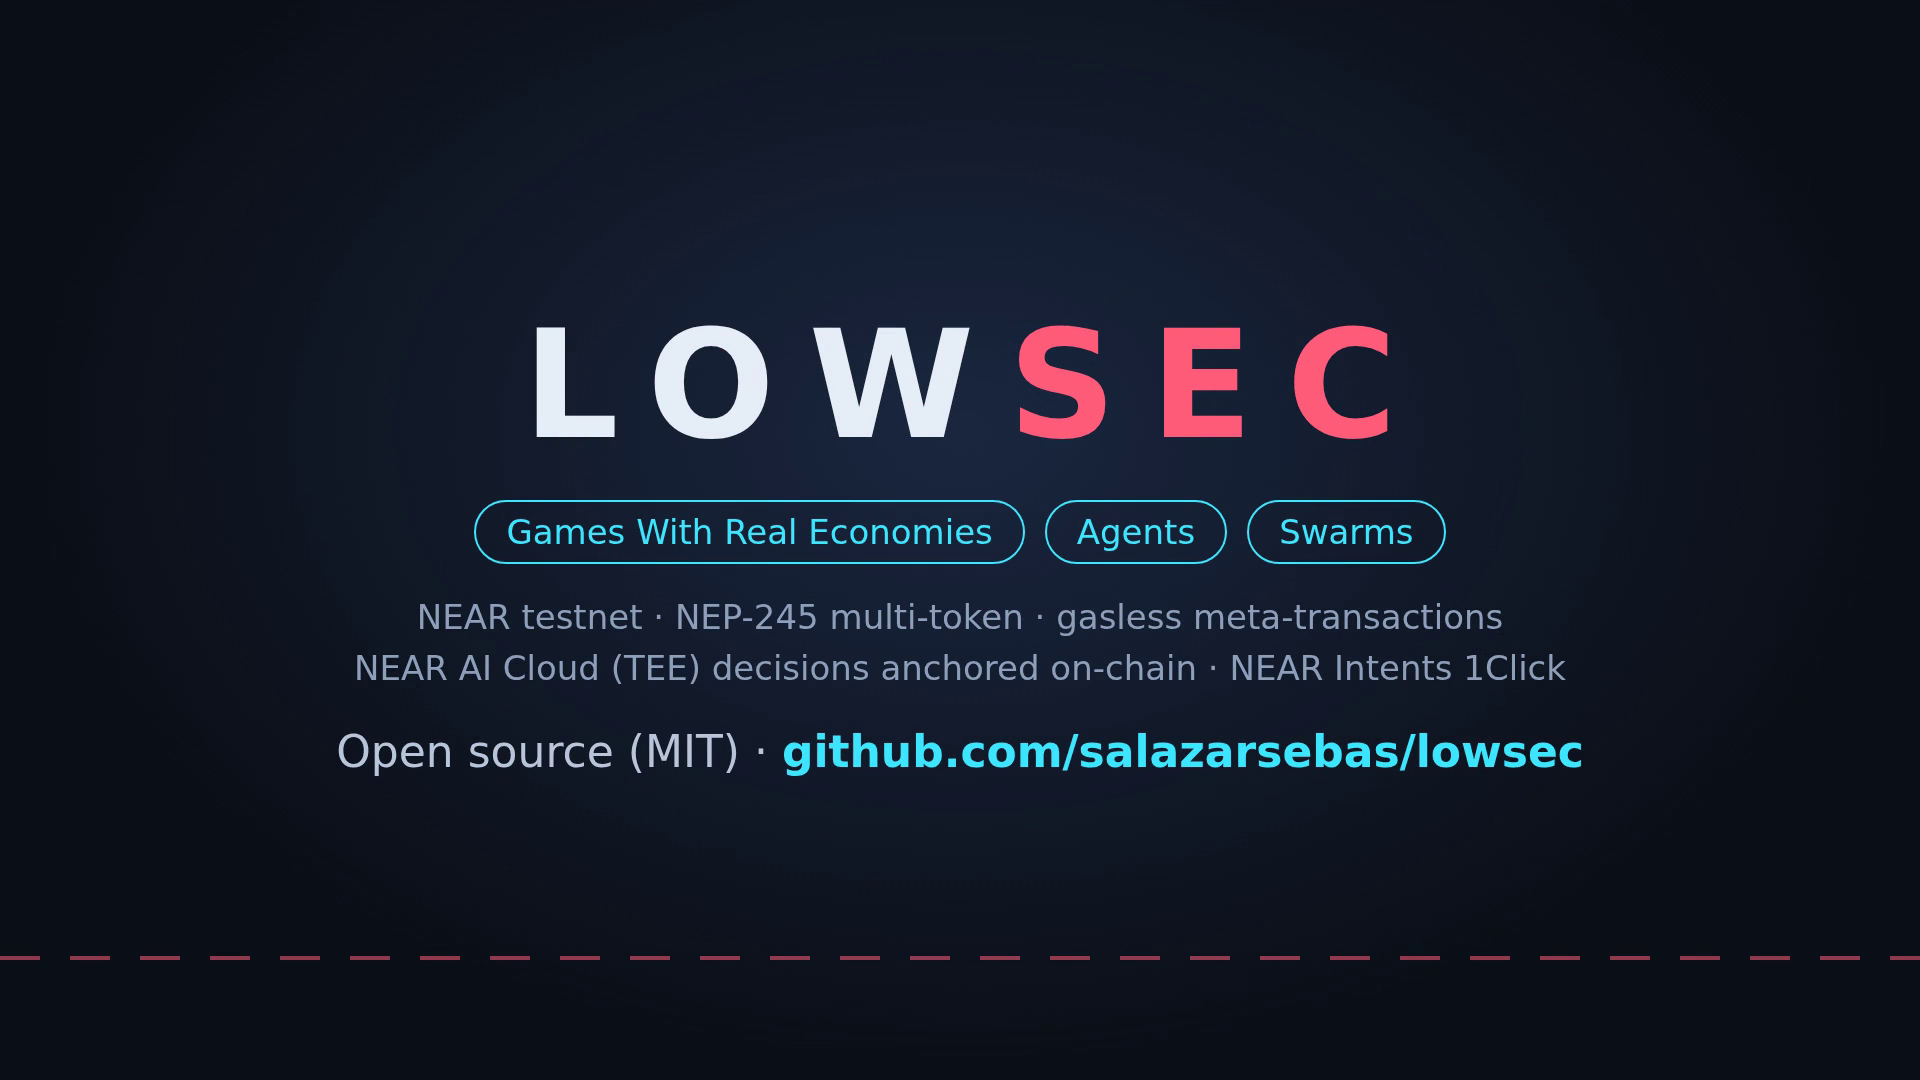 LOWSEC
Games With Real Economies Agents Swarms
NEAR testnet · NEP-245 multi-token · gasless meta-transactions
NEAR AI Cloud (TEE) decisions anchored on-chain · NEAR Intents 1Click
Open source (MIT) · github.com/salazarsebas/lowsec